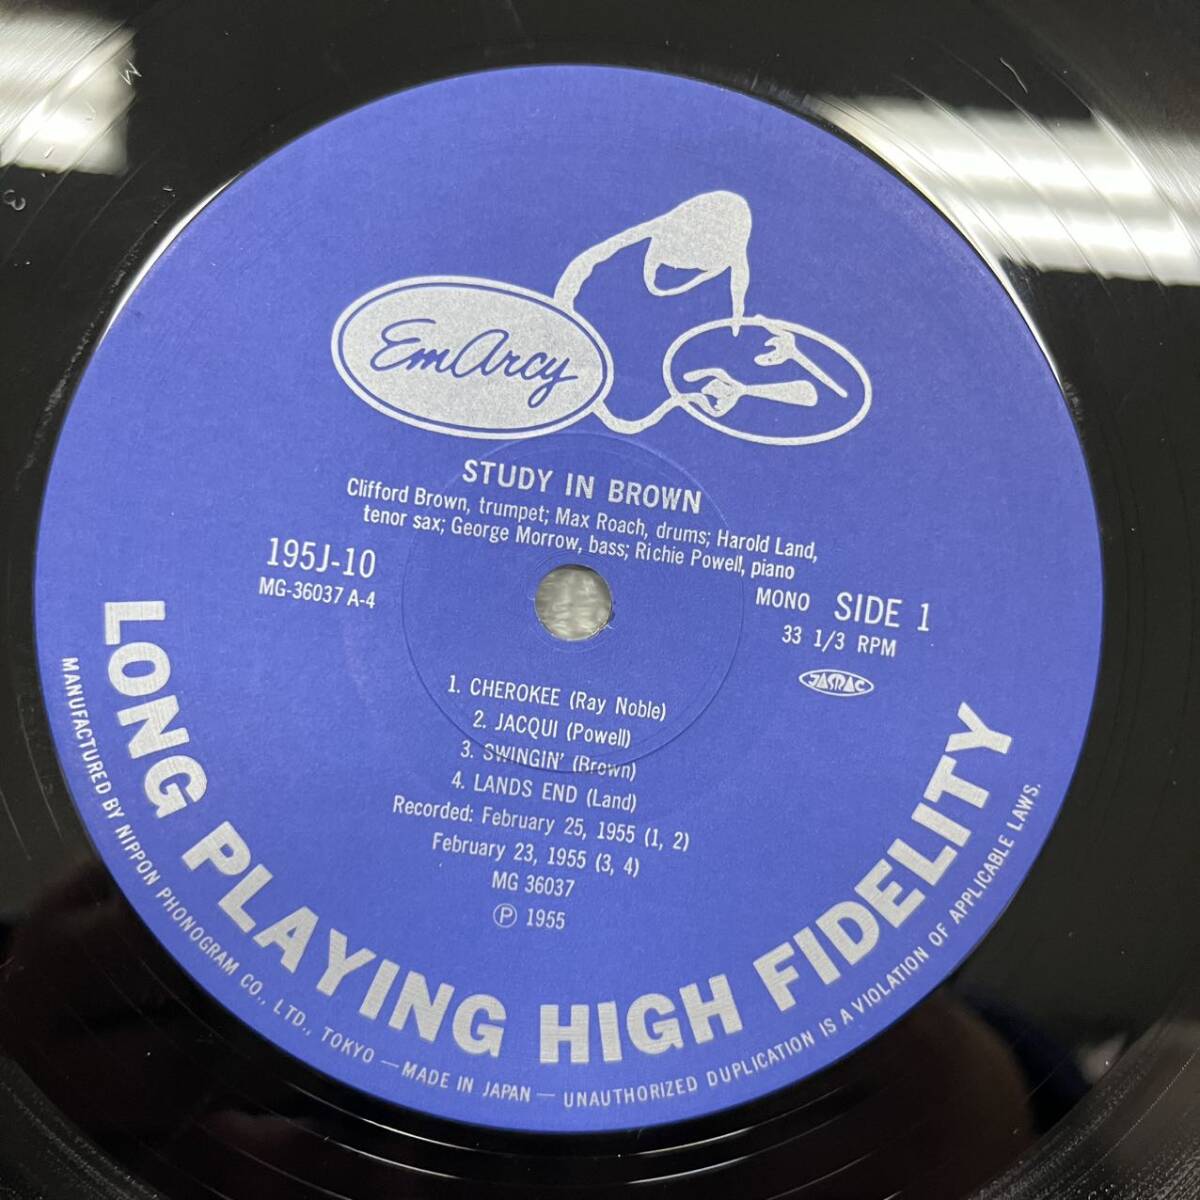 EmArcy
STUDY IN BROWN
Clifford Brown, trumpet; Max Roach, drums; Harold Land,
tenor sax; George Morrow, bass; Richie Powell, piano
195J-10
MG-36037 A-4
MONO SIDE 1
33 1/3 RPM
JASRAC
1. CHEROKEE (Ray Noble)
2. JACQUI (Powell)
3. SWINGIN' (Brown)
4. LANDS END (Land)
Recorded: February 25, 1955 (1, 2)
February 23, 1955 (3, 4)
MG 36037
Ⓟ 1955
LONG PLAYING HIGH FIDELITY
MANUFACTURED BY NIPPON PHONOGRAM CO., LTD., TOKYO — MADE IN JAPAN — UNAUTHORIZED DUPLICATION IS A VIOLATION OF APPLICABLE LAWS.